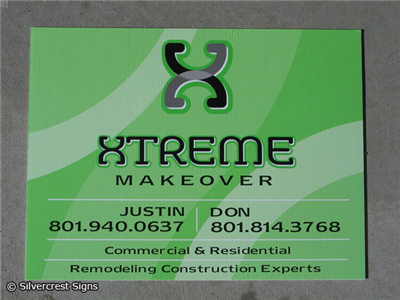 XTREME
MAKEOVER
JUSTIN | DON
801.940.0637 | 801.814.3768
Commercial & Residential
Remodeling Construction Experts
© Silvercrest Signs